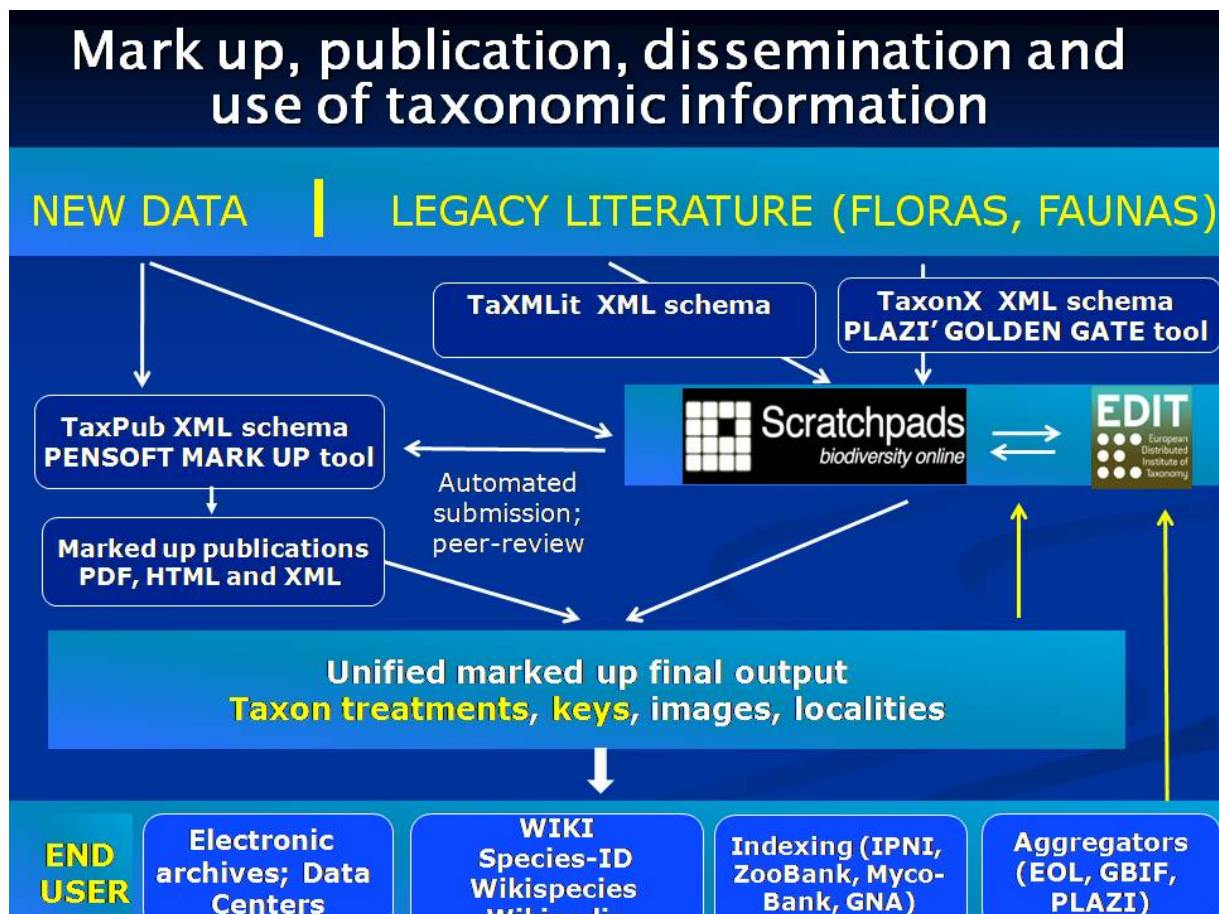 Mark up, publication, dissemination and
use of taxonomic information
NEW DATA | LEGACY LITERATURE (FLORAS, FAUNAS)
TaXMLit XML schema
TaxonX XML schema
PLAZI' GOLDEN GATE tool
TaxPub XML schema
PENSOFT MARK UP tool
Scratchpads
biodiversity online
EDIT
European
Distributed
Institute of
Taxonomy
Automated
submission;
peer-review
Marked up publications
PDF, HTML and XML
Unified marked up final output
Taxon treatments, keys, images, localities
END
USER
Electronic
archives; Data
Centers
WIKI
Species-ID
Wikispecies
Indexing (IPNI,
ZooBank, Myco-
Bank, GNA)
Aggregators
(EOL, GBIF,
PLAZI)